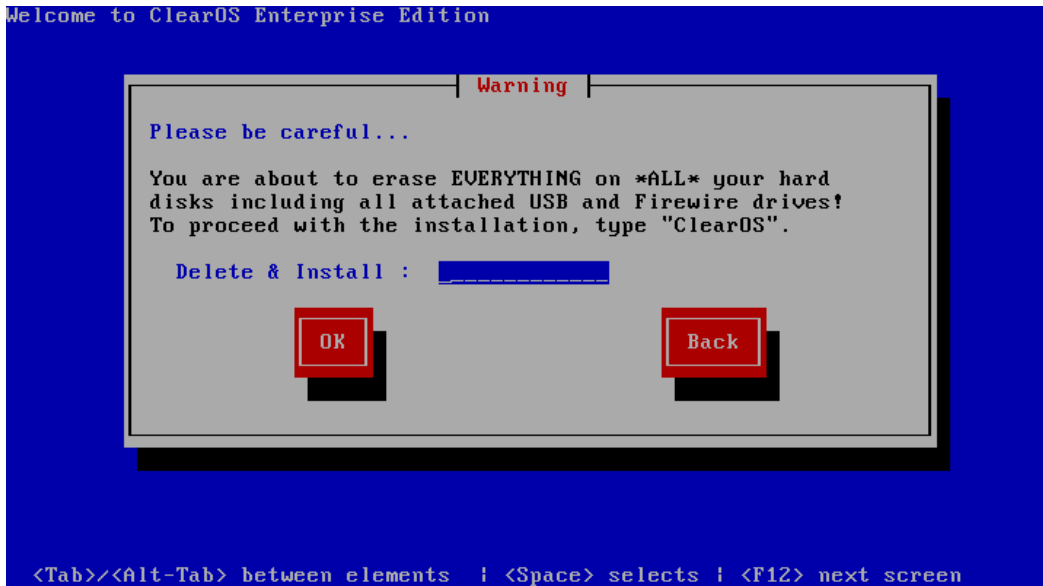 Welcome to ClearOS Enterprise Edition
Warning
Please be careful...
You are about to erase EVERYTHING on *ALL* your hard
disks including all attached USB and Firewire drives!
To proceed with the installation, type "ClearOS".
Delete & Install : _____________
OK Back
<Tab>/<Alt-Tab> between elements | <Space> selects | <F12> next screen